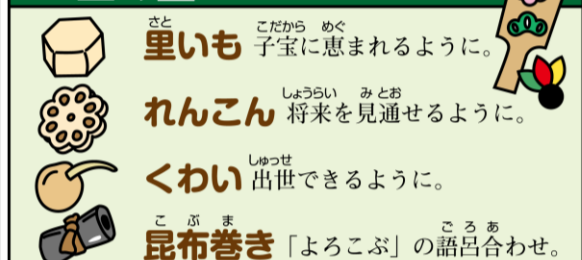 里いも 子宝に恵まれるように。
れんこん 将来を見通せるように。
くわい 出世できるように。
昆布巻き 「よろこぶ」の語呂合わせ。